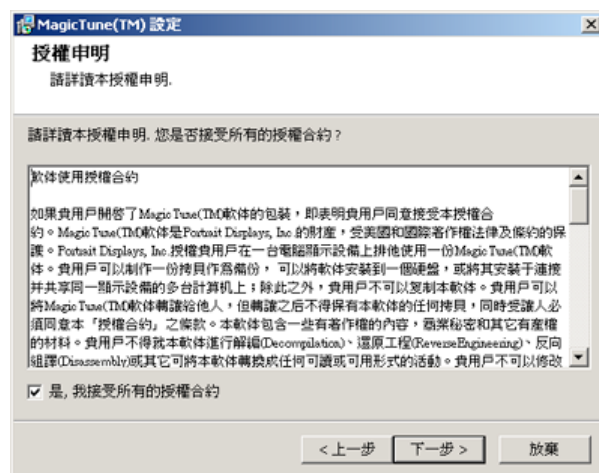 MagicTune(TM) 設定
授權申明
請詳讀本授權申明.
請詳讀本授權申明. 您是否接受所有的授權合約？
軟体使用授權合約
如果貴用戶開啓了MagicTune(TM)軟体的包裝，即表明貴用戶同意接受本授權合
約。MagicTune(TM)軟体是Portrait Displays, Inc.的財産，受美國和國際著作權法律及條約的保
護。Portrait Displays, Inc.授權貴用戶在一台電腦顯示設備上排他使用一份MagicTune(TM)軟
体。貴用戶可以制作一份拷貝作爲備份， 可以將軟体安裝到一個硬盤，或將其安裝于連接
并共享同一顯示設備的多台計算机上；除此之外，貴用戶不可以复制本軟体。貴用戶可以
將MagicTune(TM)軟体轉讓給他人，但轉讓之后不得保有本軟体的任何拷貝，同時受讓人必
須同意本「授權合約」之條款。本軟体包含一些有著作權的內容，商業秘密和其它有産權
的材料。貴用戶不得就本軟体進行解編(Decompilation)、還原工程(ReverseEngineering)、反向
組譯(Disassembly)或其它可將本軟体轉換成任何可讀或可用形式的活動。貴用戶不可以修改
是, 我接受所有的授權合約
<上一步
下一步>
放棄